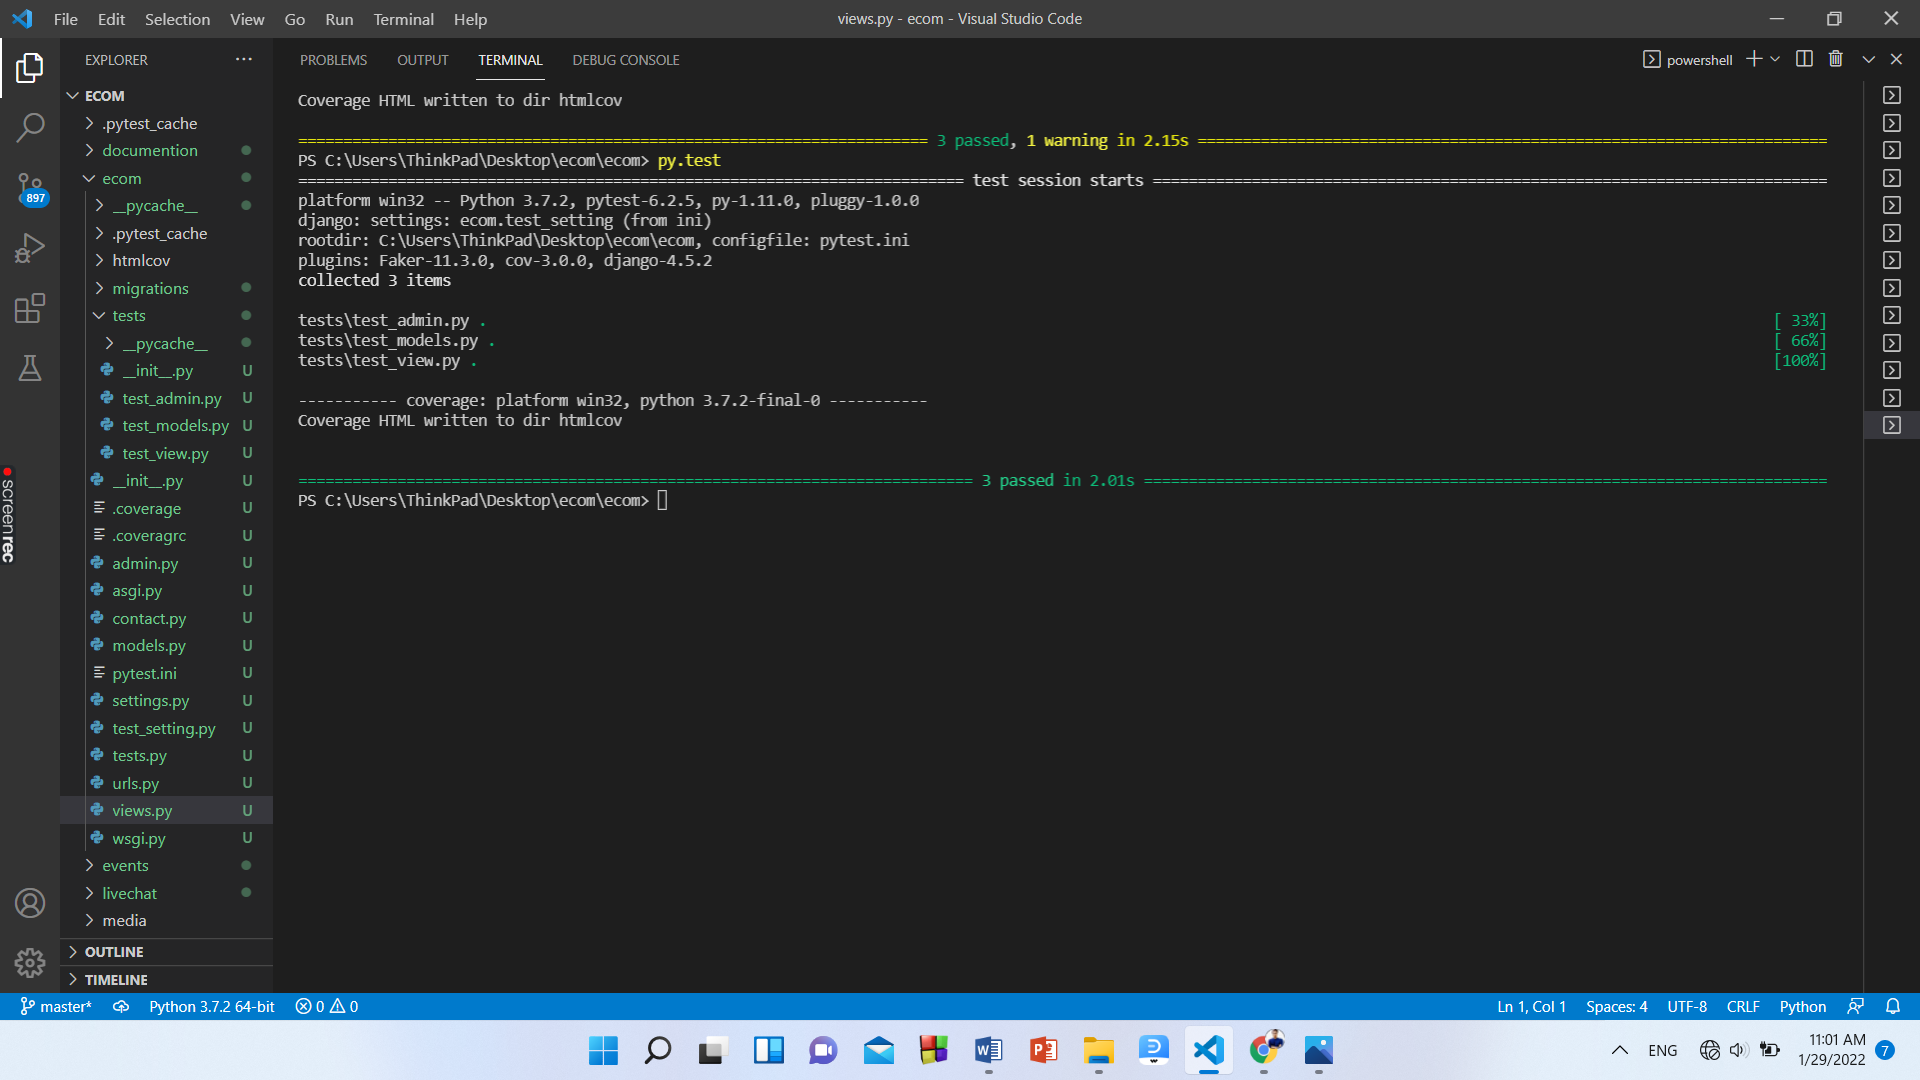 File Edit Selection View Go Run Terminal Help
views.py - ecom - Visual Studio Code
EXPLORER
ECOM
.pytest_cache
documention
ecom
__pycache__
.pytest_cache
htmlcov
migrations
tests
__pycache__
__init__.py U
test_admin.py U
test_models.py U
test_view.py U
__init__.py U
.coverage U
.coveragrc U
admin.py U
asgi.py U
contact.py U
models.py U
pytest.ini U
settings.py U
test_setting.py U
tests.py U
urls.py U
views.py U
wsgi.py U
events
livechat
media
OUTLINE
TIMELINE
897
screenrec
PROBLEMS OUTPUT TERMINAL DEBUG CONSOLE
powershell
Coverage HTML written to dir htmlcov
====================================================================== 3 passed, 1 warning in 2.15s ======================================================================
PS C:\Users\ThinkPad\Desktop\ecom\ecom> py.test
========================================================================== test session starts ===========================================================================
platform win32 -- Python 3.7.2, pytest-6.2.5, py-1.11.0, pluggy-1.0.0
django: settings: ecom.test_setting (from ini)
rootdir: C:\Users\ThinkPad\Desktop\ecom\ecom, configfile: pytest.ini
plugins: Faker-11.3.0, cov-3.0.0, django-4.5.2
collected 3 items
tests\test_admin.py . [ 33%]
tests\test_models.py . [ 66%]
tests\test_view.py . [100%]
----------- coverage: platform win32, python 3.7.2-final-0 -----------
Coverage HTML written to dir htmlcov
=========================================================================== 3 passed in 2.01s ============================================================================
PS C:\Users\ThinkPad\Desktop\ecom\ecom>
master* Python 3.7.2 64-bit 0 0
Ln 1, Col 1 Spaces: 4 UTF-8 CRLF Python
ENG
11:01 AM
1/29/2022
7